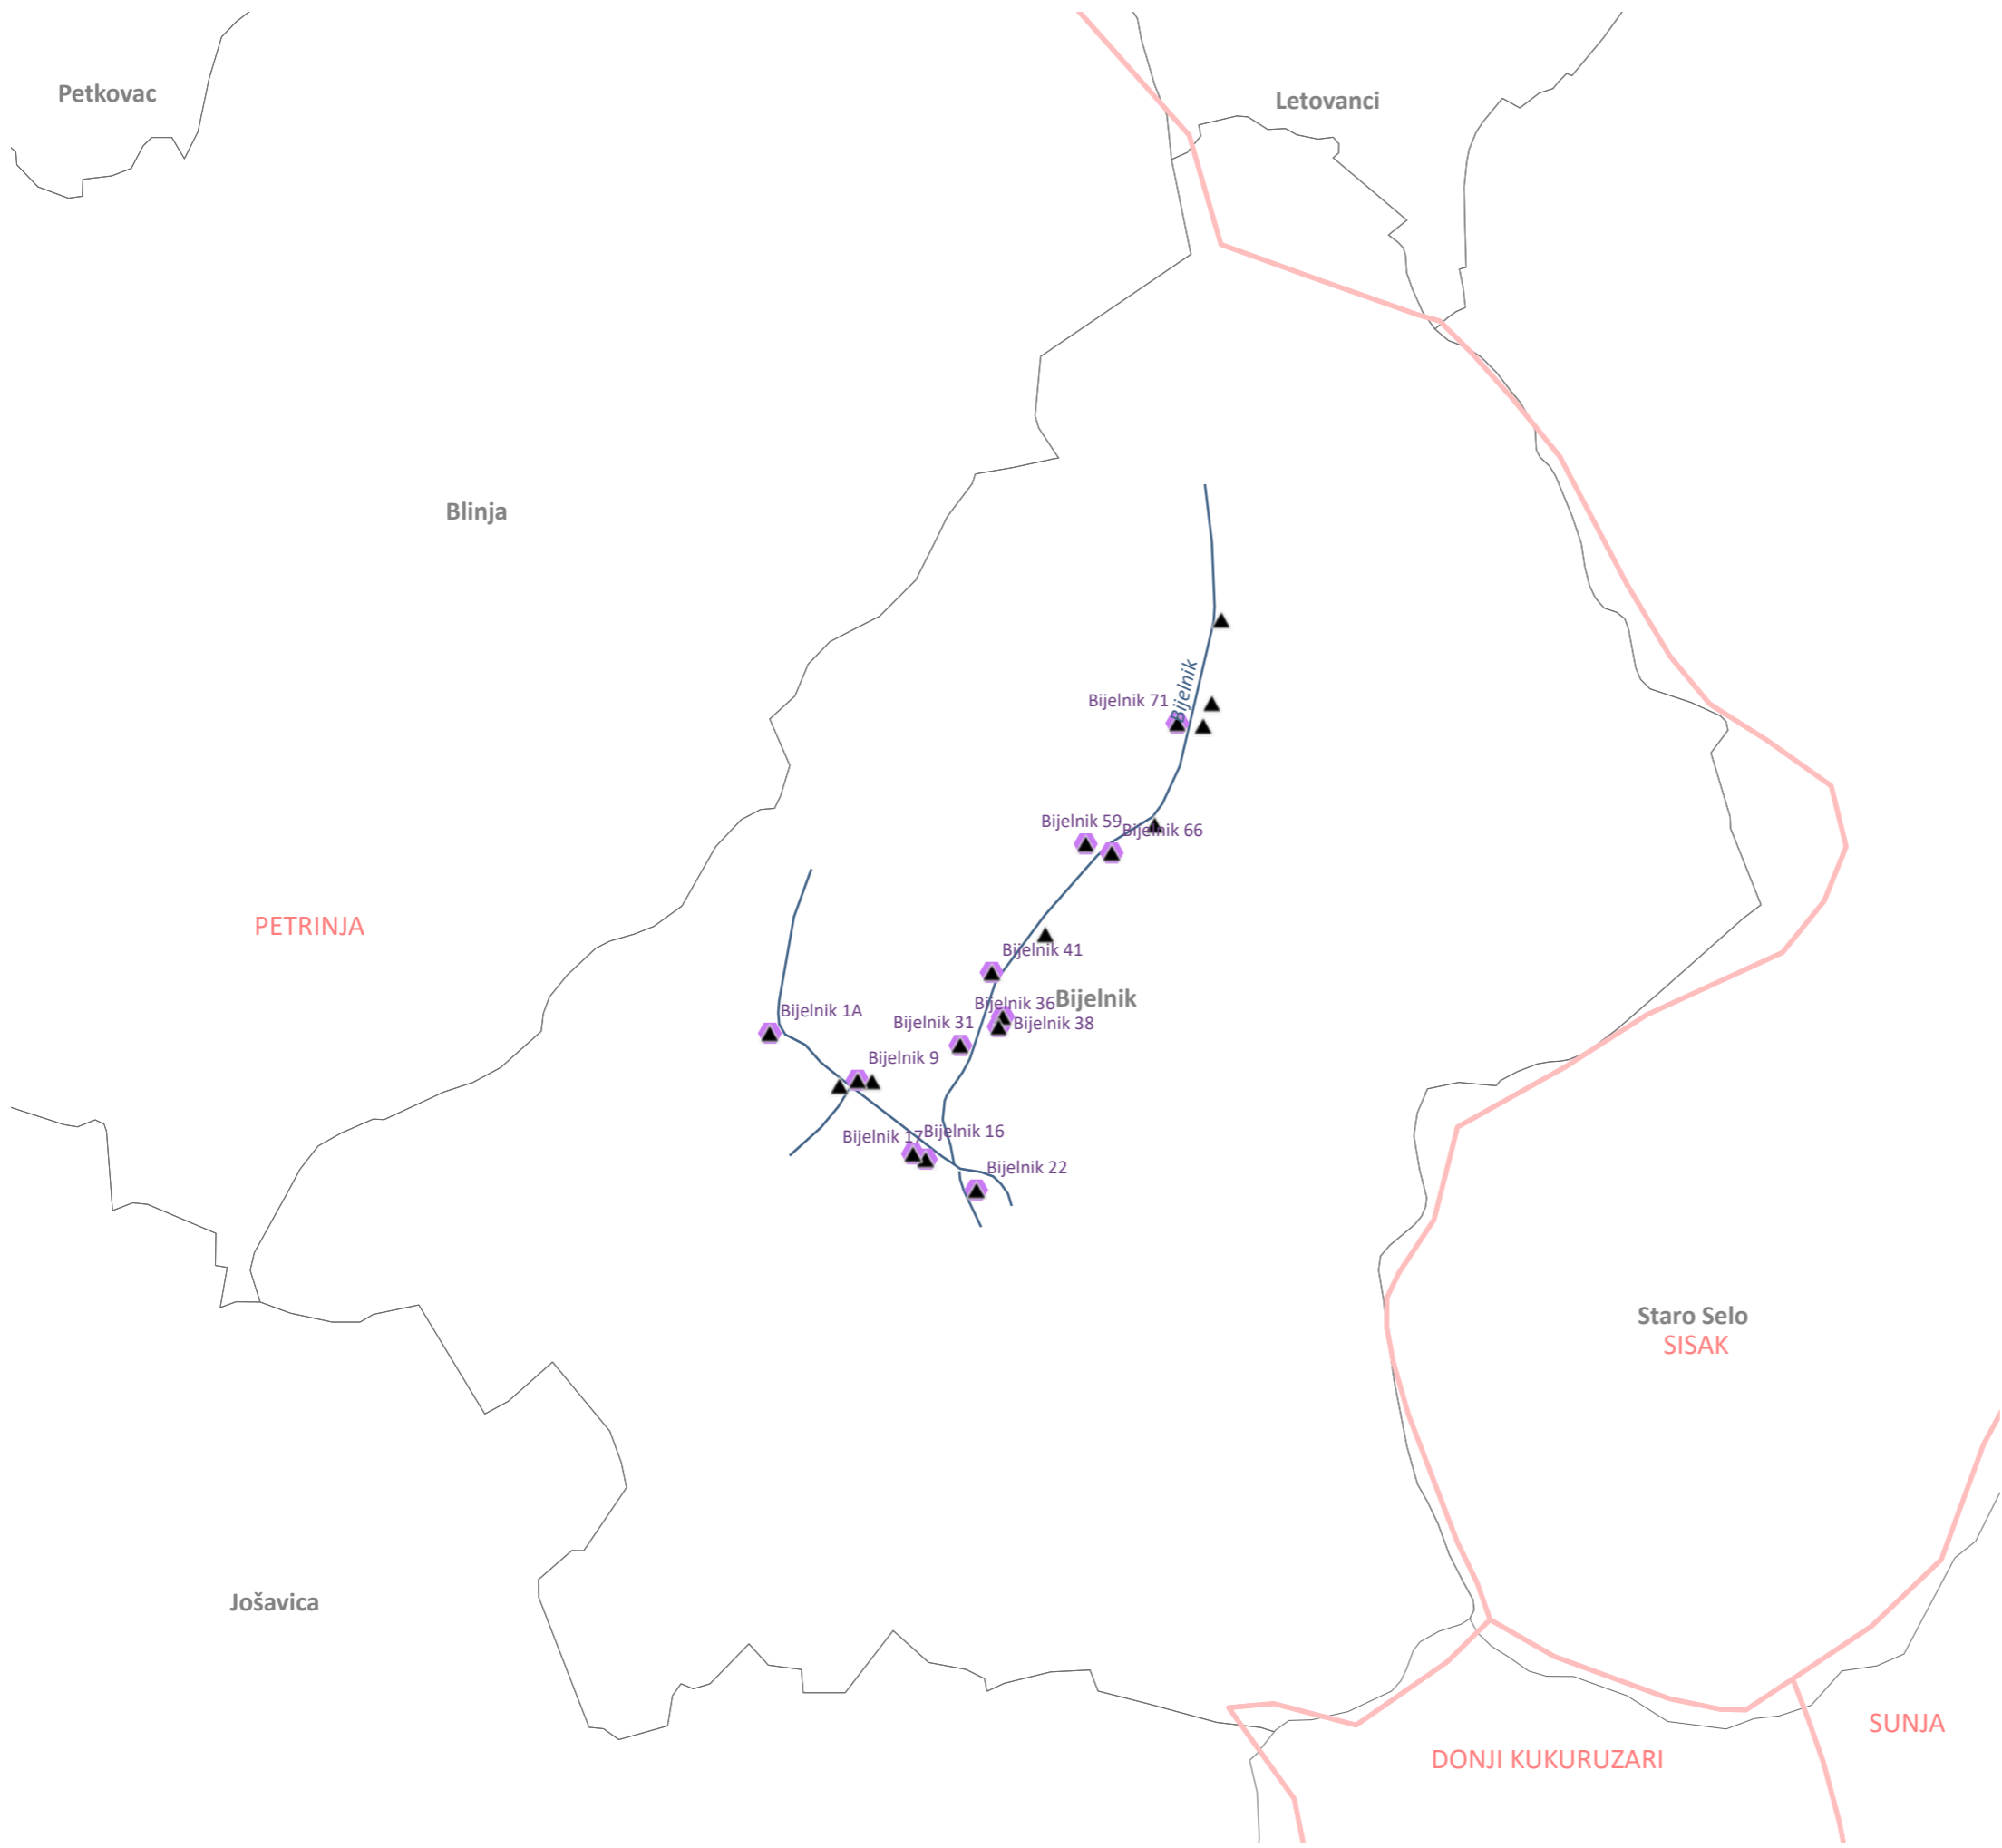 Petkovac
Letovanci
Blinja
Bijelnik
Bijelnik 71
Bijelnik 59
Bijelnik 66
PETRINJA
Bijelnik 41
Bijelnik
Bijelnik 36
Bijelnik 1A
Bijelnik 31
Bijelnik 38
Bijelnik 9
Bijelnik 16
Bijelnik 17
Bijelnik 22
Staro Selo
SISAK
Jošavica
SUNJA
DONJI KUKURUZARI